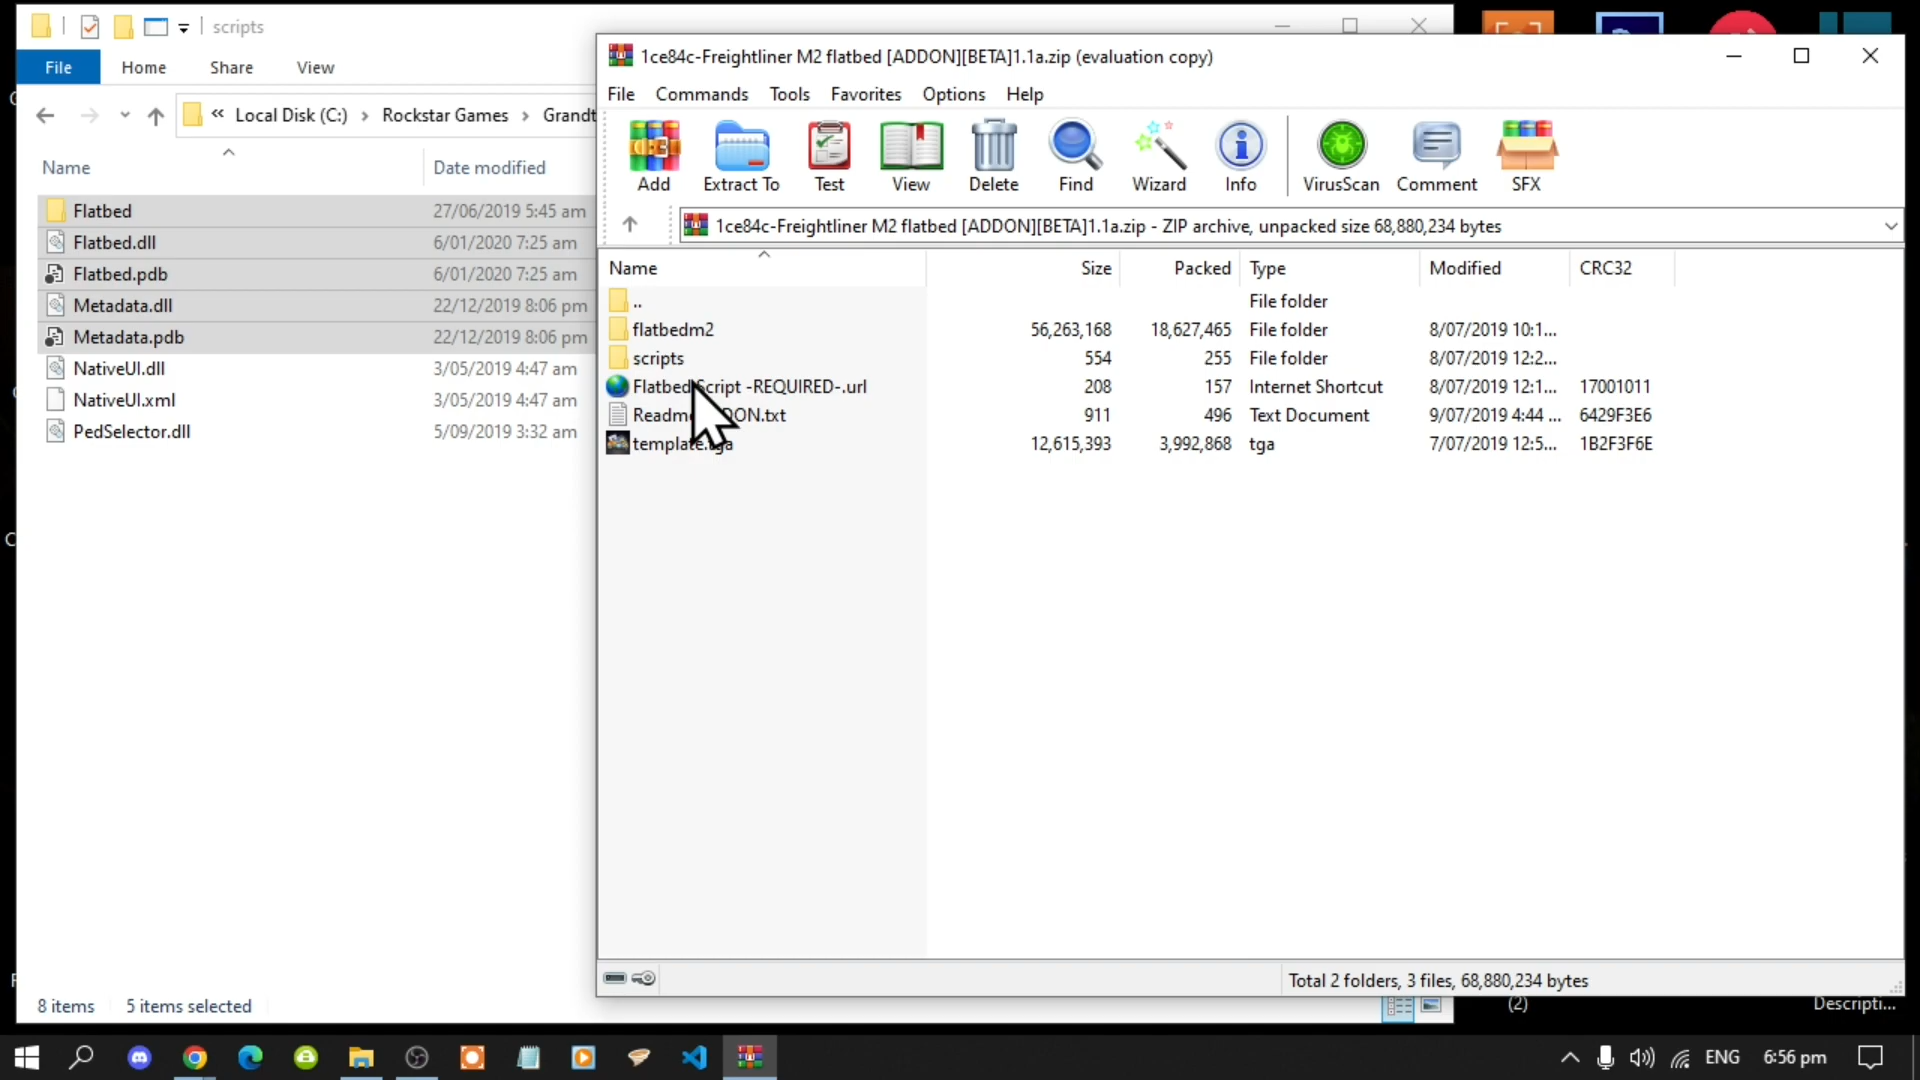 scripts
File Home Share View
« Local Disk (C:) › Rockstar Games › Grandt
Name Date modified
Flatbed 27/06/2019 5:45 am
Flatbed.dll 6/01/2020 7:25 am
Flatbed.pdb 6/01/2020 7:25 am
Metadata.dll 22/12/2019 8:06 pm
Metadata.pdb 22/12/2019 8:06 pm
NativeUI.dll 3/05/2019 4:47 am
NativeUI.xml 3/05/2019 4:47 am
PedSelector.dll 5/09/2019 3:32 am
8 items 5 items selected
1ce84c-Freightliner M2 flatbed [ADDON][BETA]1.1a.zip (evaluation copy)
File Commands Tools Favorites Options Help
Add Extract To Test View Delete Find Wizard Info VirusScan Comment SFX
1ce84c-Freightliner M2 flatbed [ADDON][BETA]1.1a.zip - ZIP archive, unpacked size 68,880,234 bytes
Name Size Packed Type Modified CRC32
.. File folder
flatbedm2 56,263,168 18,627,465 File folder 8/07/2019 10:1...
scripts 554 255 File folder 8/07/2019 12:2...
Flatbed Script -REQUIRED-.url 208 157 Internet Shortcut 8/07/2019 12:1... 17001011
911 496 Text Document 9/07/2019 4:44 ... 6429F3E6
12,615,393 3,992,868 tga 7/07/2019 12:5... 1B2F3F6E
Total 2 folders, 3 files, 68,880,234 bytes
(2)
Descripti...
ENG 6:56 pm